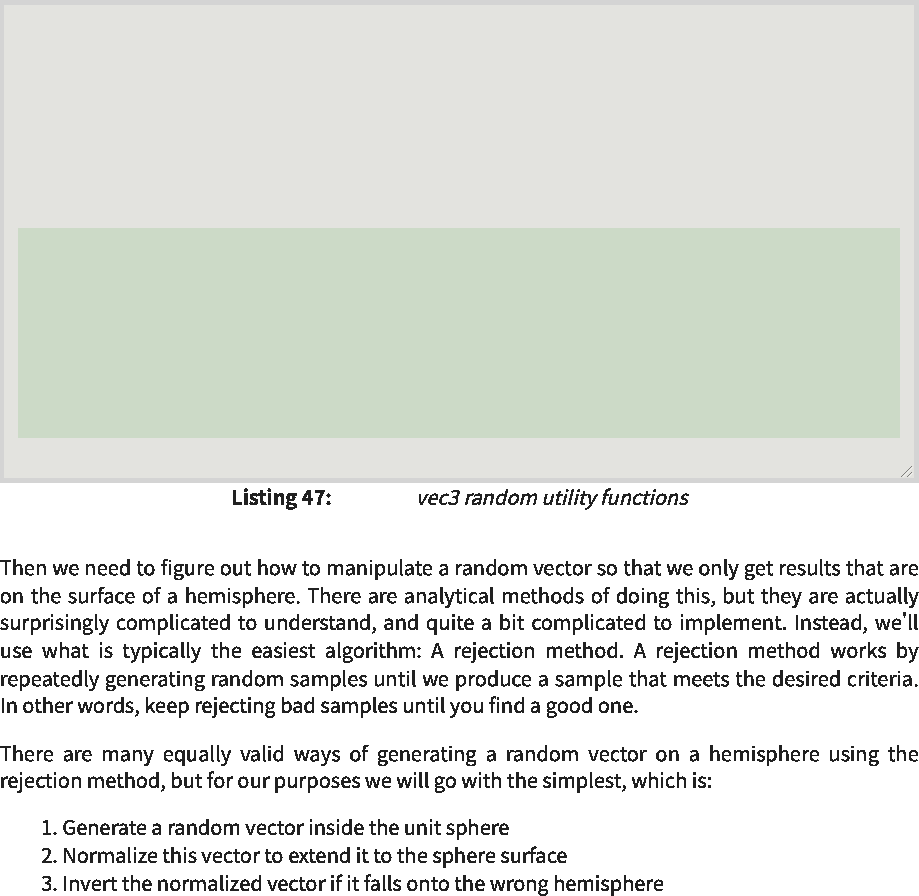 Listing 47: vec3 random utility functions
Then we need to figure out how to manipulate a random vector so that we only get results that are
on the surface of a hemisphere. There are analytical methods of doing this, but they are actually
surprisingly complicated to understand, and quite a bit complicated to implement. Instead, we'll
use what is typically the easiest algorithm: A rejection method. A rejection method works by
repeatedly generating random samples until we produce a sample that meets the desired criteria.
In other words, keep rejecting bad samples until you find a good one.
There are many equally valid ways of generating a random vector on a hemisphere using the
rejection method, but for our purposes we will go with the simplest, which is:
1. Generate a random vector inside the unit sphere
2. Normalize this vector to extend it to the sphere surface
3. Invert the normalized vector if it falls onto the wrong hemisphere